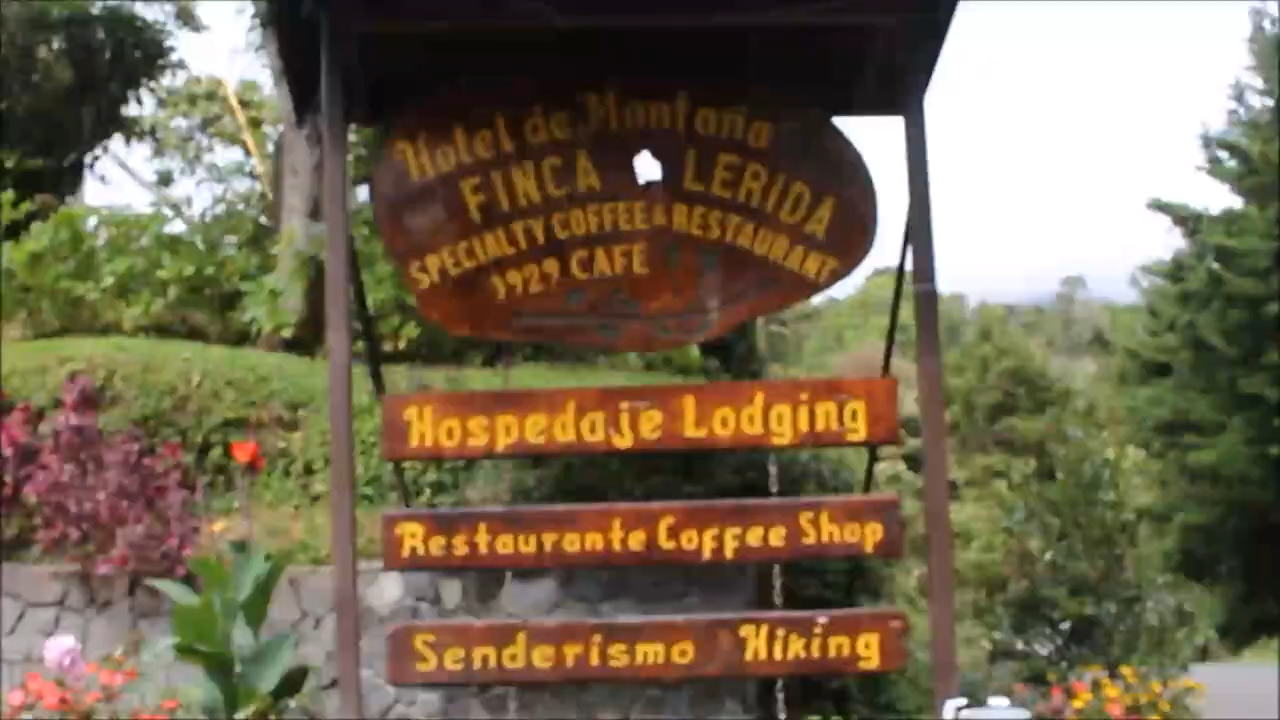 Hotel de Montaña
FINCA LERIDA
SPECIALTY COFFEE & RESTAURANT
1929 CAFE
Hospedaje Lodging
Restaurante Coffee Shop
Senderismo Hiking